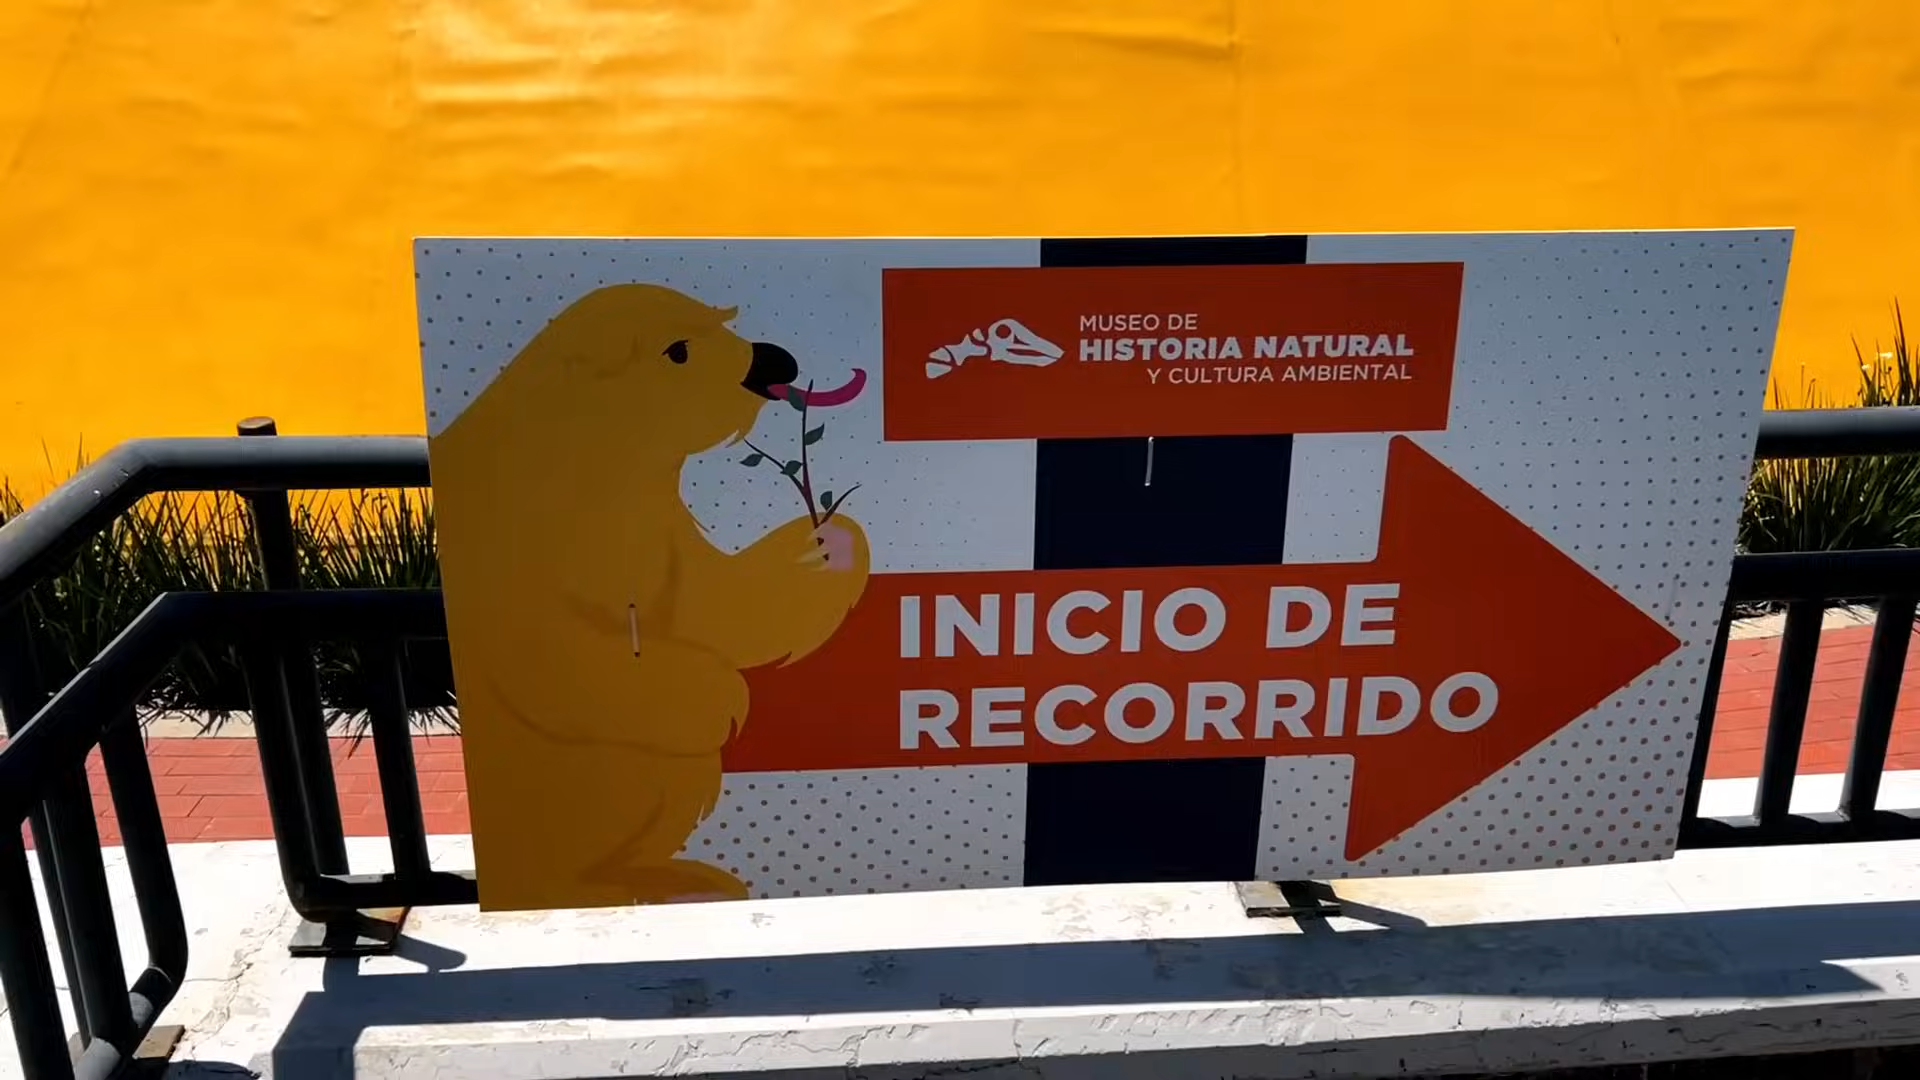 MUSEO DE
HISTORIA NATURAL
Y CULTURA AMBIENTAL
INICIO DE
RECORRIDO